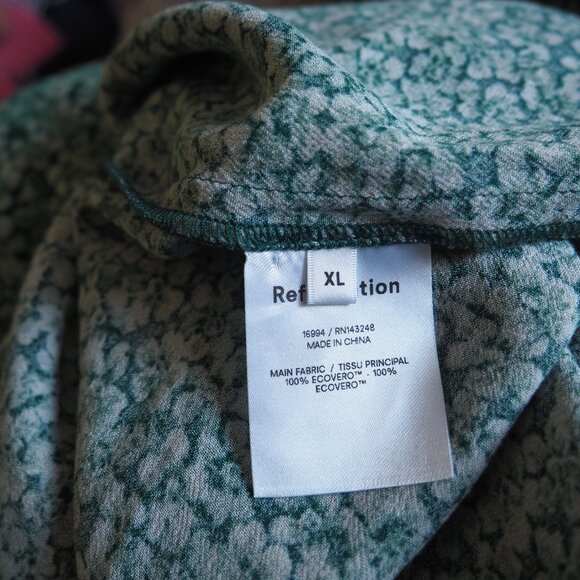 XL
Ref tion
16994 / RN143248
MADE IN CHINA
MAIN FABRIC / TISSU PRINCIPAL
100% ECOVERO™ - 100%
ECOVERO™